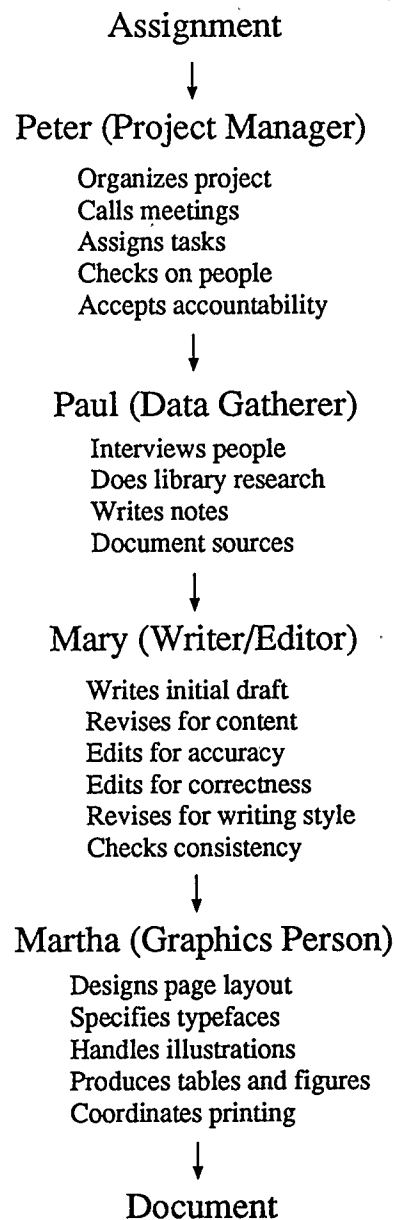 Assignment
Peter (Project Manager)
Organizes project
Calls meetings
Assigns tasks
Checks on people
Accepts accountability
Paul (Data Gatherer)
Interviews people
Does library research
Writes notes
Document sources
Mary (Writer/Editor)
Writes initial draft
Revises for content
Edits for accuracy
Edits for correctness
Revises for writing style
Checks consistency
Martha (Graphics Person)
Designs page layout
Specifies typefaces
Handles illustrations
Produces tables and figures
Coordinates printing
Document